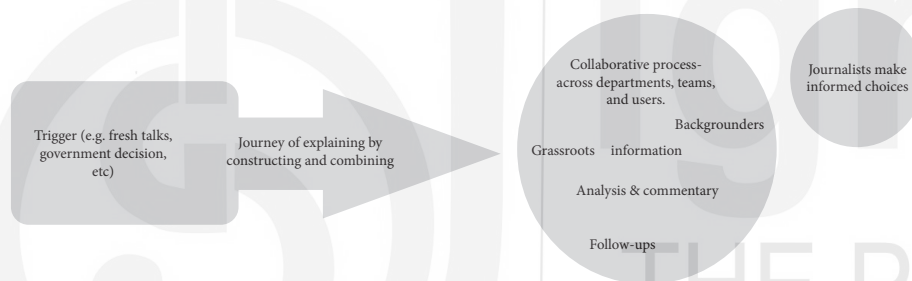 Trigger (e.g. fresh talks,
government decision,
etc)
Journey of explaining by
constructing and combining
Collaborative process-
across departments, teams,
and users.
Backgrounders
Grassroots information
Analysis & commentary
Follow-ups
Journalists make
informed choices
THE P